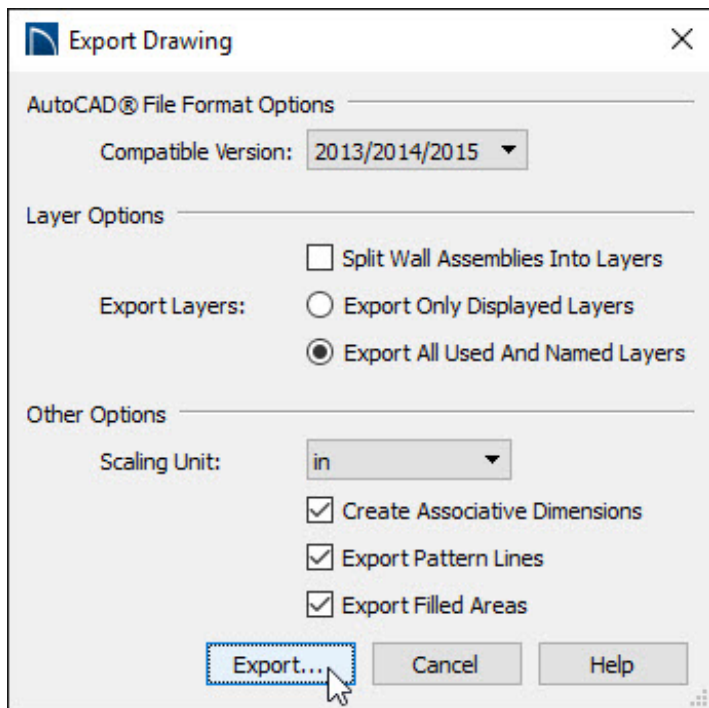 Export Drawing
AutoCAD® File Format Options
Compatible Version: 2013/2014/2015
Layer Options
Split Wall Assemblies Into Layers
Export Layers: Export Only Displayed Layers
Export All Used And Named Layers
Other Options
Scaling Unit: in
Create Associative Dimensions
Export Pattern Lines
Export Filled Areas
Export... Cancel Help